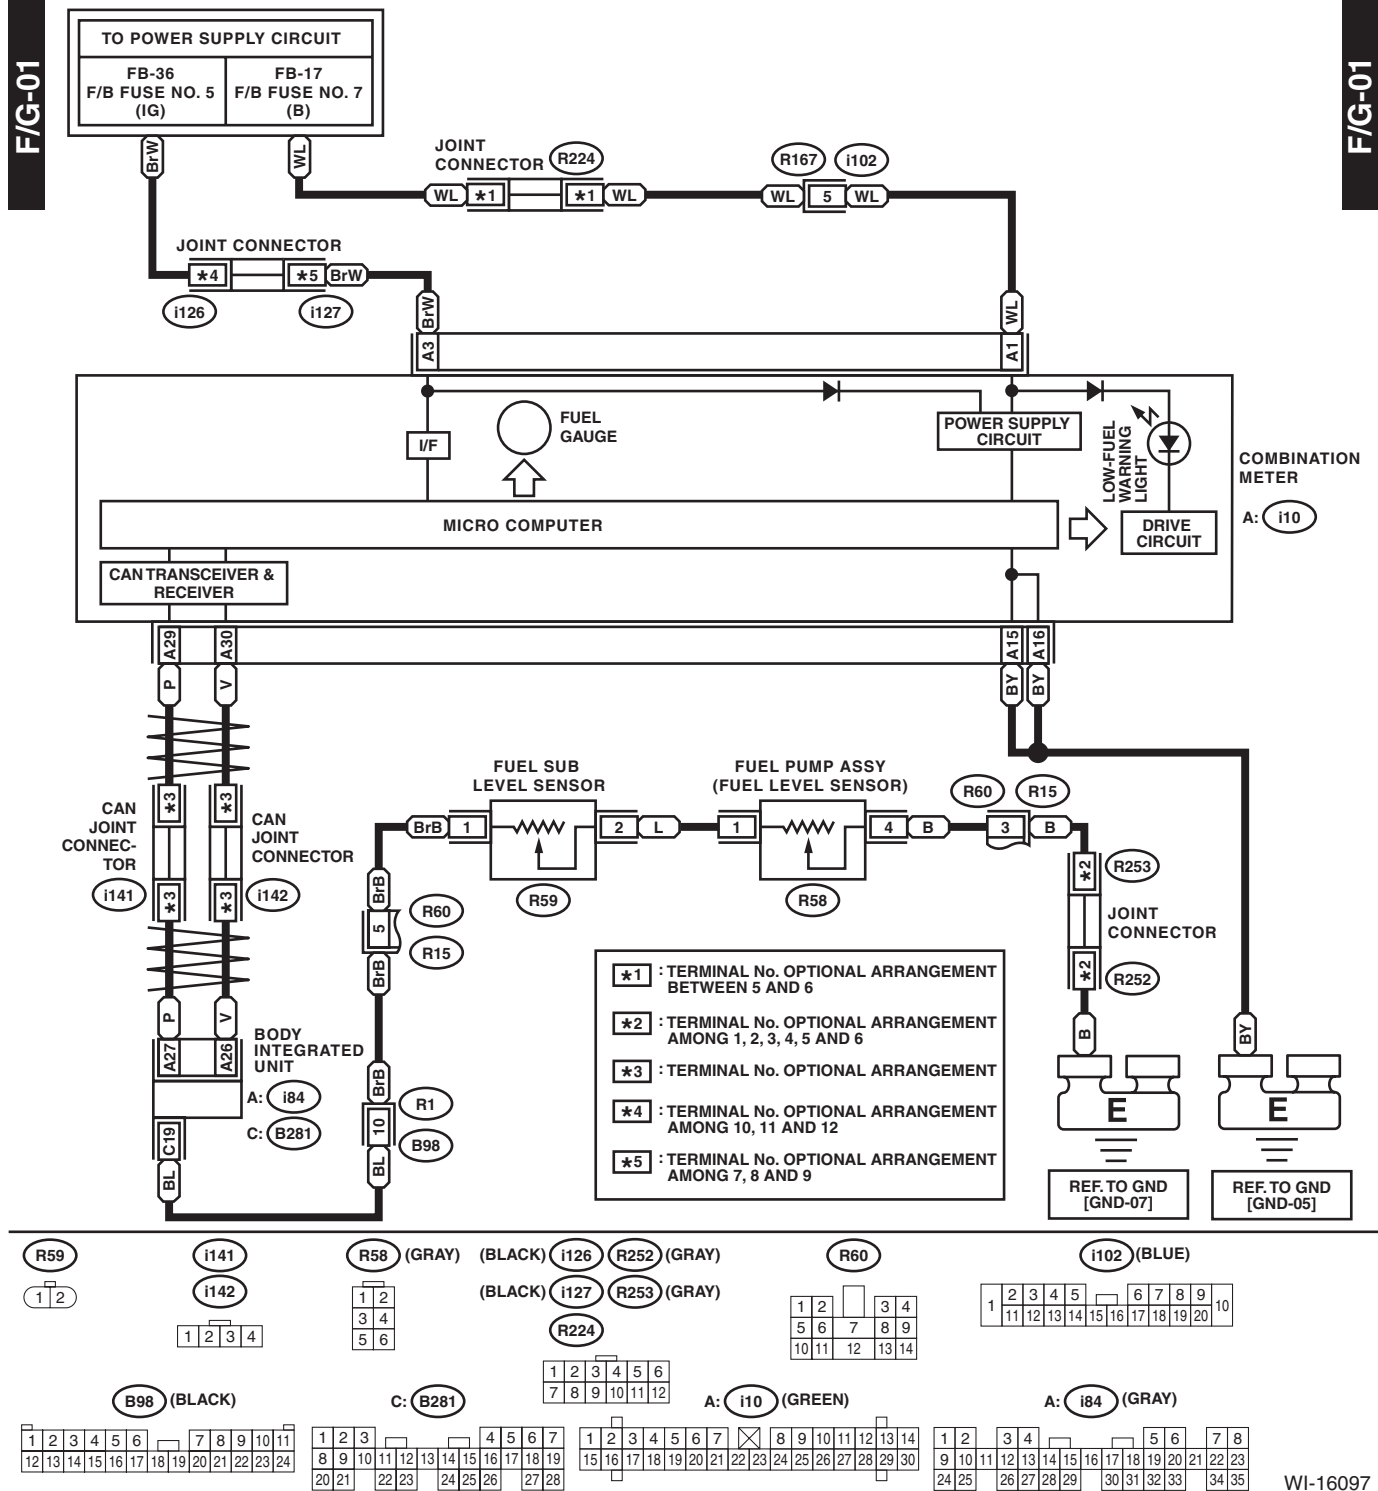 F/G-01
F/G-01
TO POWER SUPPLY CIRCUIT
FB-36
F/B FUSE NO. 5
(IG)
FB-17
F/B FUSE NO. 7
(B)
BrW
WL
JOINT
CONNECTOR
R224
WL
*1
*1
WL
R167
i102
WL
5
WL
JOINT CONNECTOR
*4
*5
BrW
i126
i127
BrW
WL
A3
A1
I/F
FUEL
GAUGE
POWER SUPPLY
CIRCUIT
LOW-FUEL
WARNING
LIGHT
COMBINATION
METER
A: i10
MICRO COMPUTER
DRIVE
CIRCUIT
CAN TRANSCEIVER &
RECEIVER
A29
A30
A15
A16
P
V
BY
BY
*3
*3
CAN
JOINT
CONNEC-
TOR
CAN
JOINT
CONNECTOR
i141
*3
*3
i142
P
V
A27
A26
BODY
INTEGRATED
UNIT
A: i84
C: B281
C19
BL
FUEL SUB
LEVEL SENSOR
BrB
1
2
L
R59
FUEL PUMP ASSY
(FUEL LEVEL SENSOR)
1
4
B
R58
R60
R15
3
B
BrB
5
R60
R15
BrB
BrB
R1
10
B98
BL
*2
R253
JOINT
CONNECTOR
*2
R252
B
BY
E
E
REF. TO GND
[GND-07]
REF. TO GND
[GND-05]
*1 : TERMINAL No. OPTIONAL ARRANGEMENT
BETWEEN 5 AND 6
*2 : TERMINAL No. OPTIONAL ARRANGEMENT
AMONG 1, 2, 3, 4, 5 AND 6
*3 : TERMINAL No. OPTIONAL ARRANGEMENT
*4 : TERMINAL No. OPTIONAL ARRANGEMENT
AMONG 10, 11 AND 12
*5 : TERMINAL No. OPTIONAL ARRANGEMENT
AMONG 7, 8 AND 9
R59
1 2
i141
i142
1 2 3 4
R58 (GRAY)
1 2
3 4
5 6
(BLACK) i126 R252 (GRAY)
(BLACK) i127 R253 (GRAY)
R224
1 2 3 4 5 6
7 8 9 10 11 12
R60
1 2 3 4
5 6 7 8 9
10 11 12 13 14
i102 (BLUE)
1 2 3 4 5 6 7 8 9 10
11 12 13 14 15 16 17 18 19 20
B98 (BLACK)
1 2 3 4 5 6 7 8 9 10 11
12 13 14 15 16 17 18 19 20 21 22 23 24
C: B281
1 2 3 4 5 6 7
8 9 10 11 12 13 14 15 16 17 18 19
20 21 22 23 24 25 26 27 28
A: i10 (GREEN)
1 2 3 4 5 6 7 8 9 10 11 12 13 14
15 16 17 18 19 20 21 22 23 24 25 26 27 28 29 30
A: i84 (GRAY)
1 2 3 4 5 6 7 8
9 10 11 12 13 14 15 16 17 18 19 20 21 22 23
24 25 26 27 28 29 30 31 32 33 34 35
WI-16097